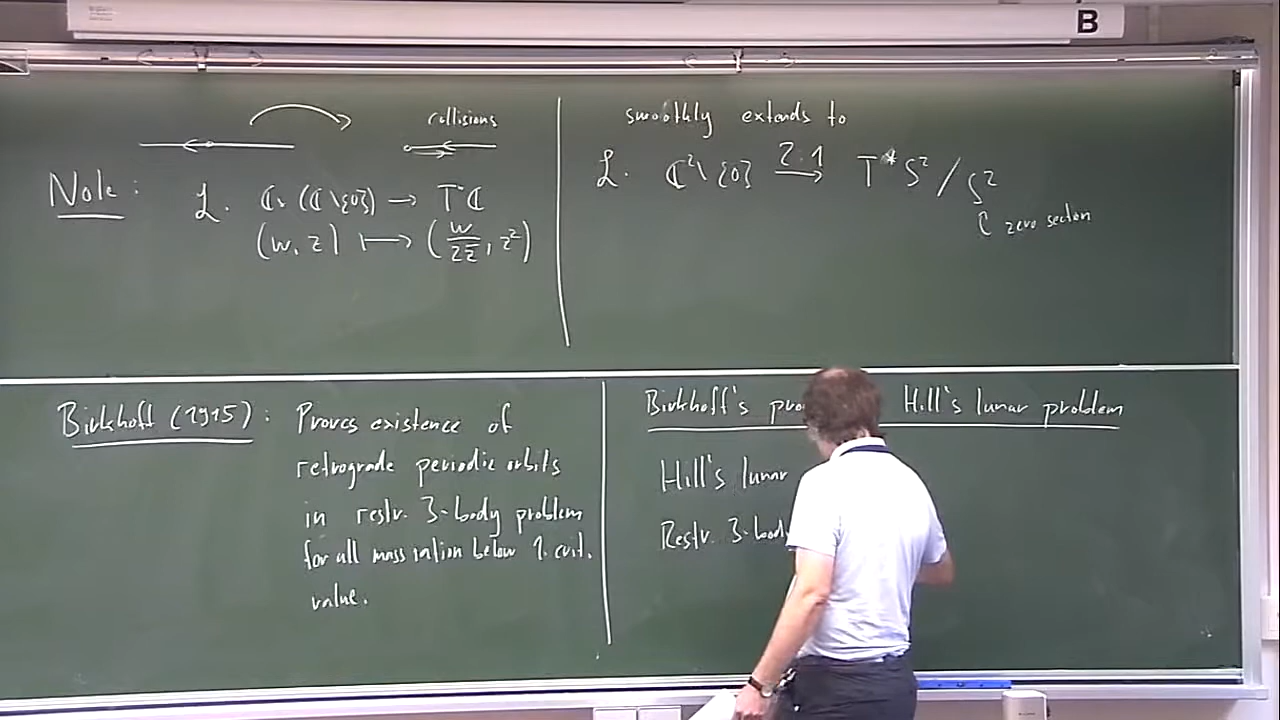 B
collisions
Note: L: ℂ × (ℂ \ {0}) → T*ℂ
(w, z) ↦ (w/2z̄, z²)
smoothly extends to
L: ℂ² \ {0} 2:1 → T*S² / S²
zero section
Birkhoff (1915): Proves existence of
retrograde periodic orbits
in restr. 3-body problem
for all mass ration below 1. crit.
value.
Birkhoff's Hill's lunar problem
Hill's lunar
Restr. 3-body